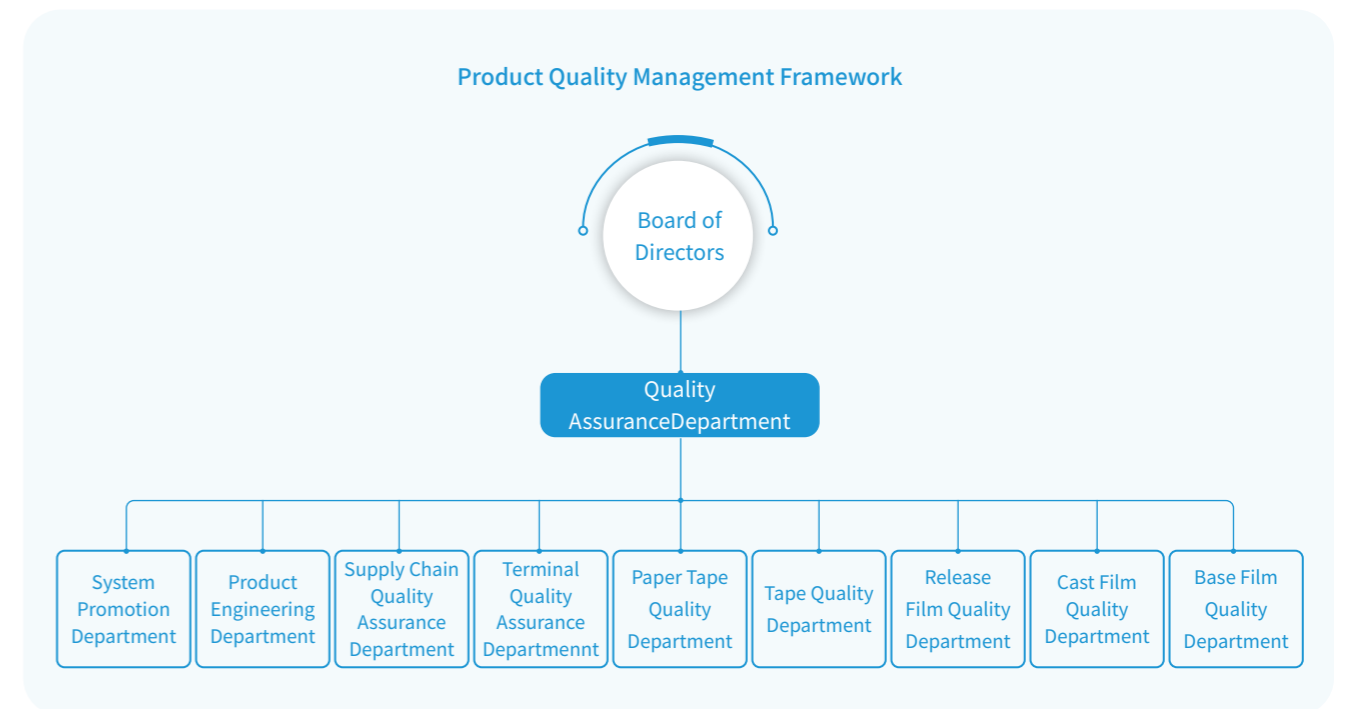 Product Quality Management Framework
Board of
Directors
Quality
AssuranceDepartment
System
Promotion
Department
Product
Engineering
Department
Supply Chain
Quality
Assurance
Department
Terminal
Quality
Assurance
Departmennt
Paper Tape
Quality
Department
Tape Quality
Department
Release
Film Quality
Department
Cast Film
Quality
Department
Base Film
Quality
Department